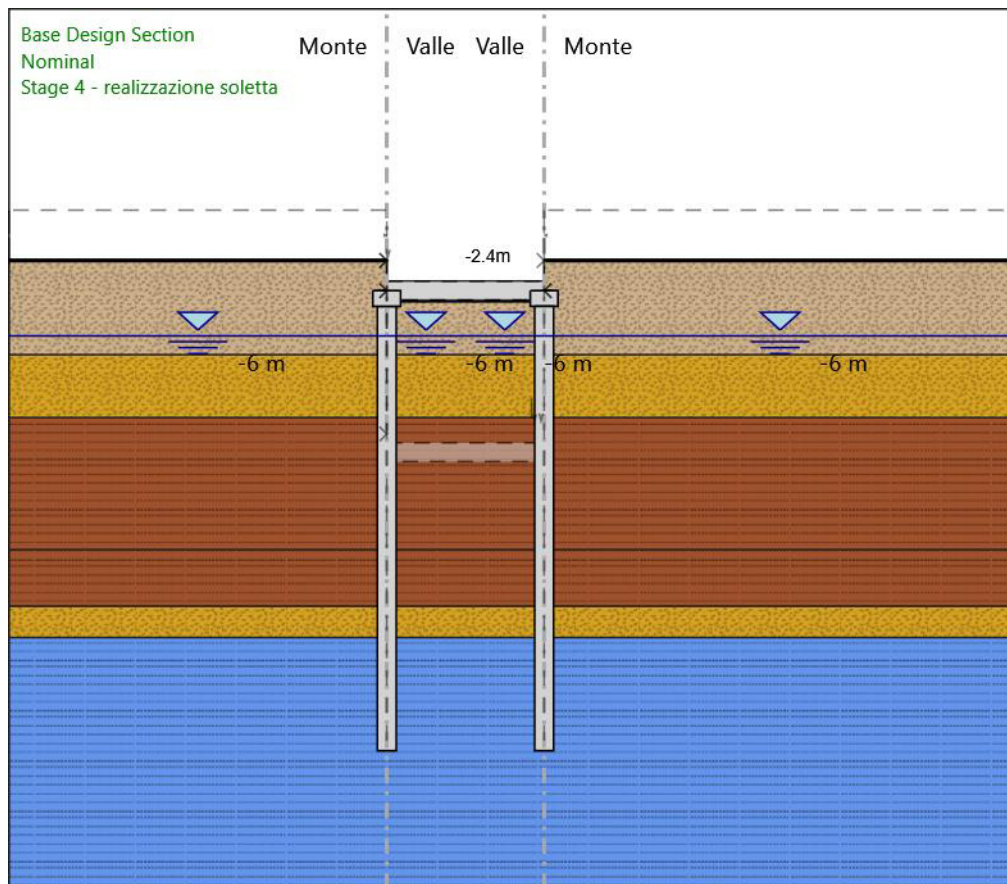 Base Design Section
Nominal
Stage 4 - realizzazione soletta
Monte Valle Valle Monte
-2.4m
-6 m -6 m -6 m -6 m